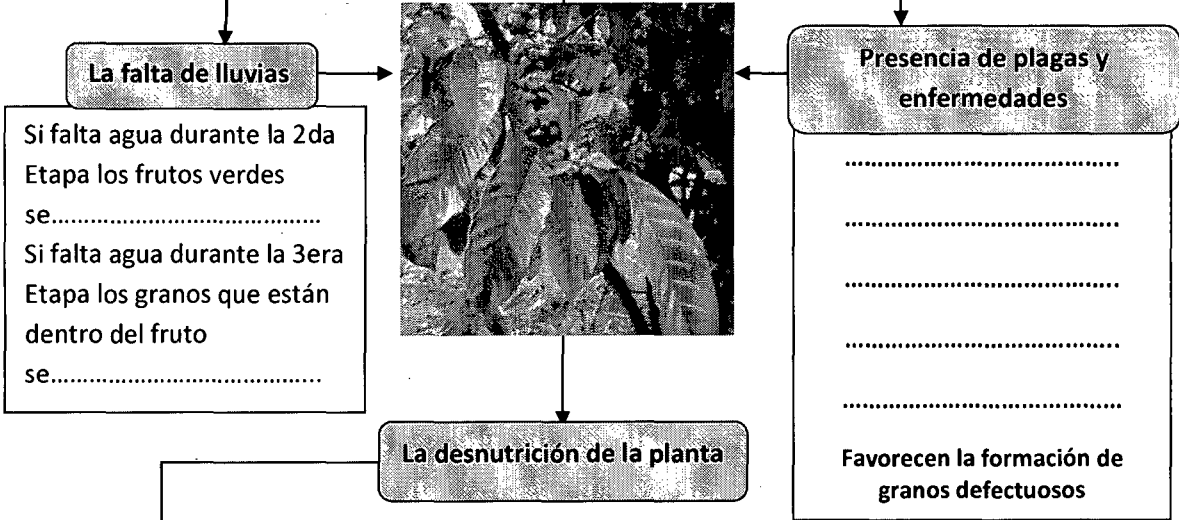 La falta de lluvias
Si falta agua durante la 2da
Etapa los frutos verdes
se.......................................
Si falta agua durante la 3era
Etapa los granos que están
dentro del fruto
se.......................................
Presencia de plagas y
enfermedades
.......................................
.......................................
.......................................
.......................................
.......................................
Favorecen la formación de
granos defectuosos
La desnutrición de la planta